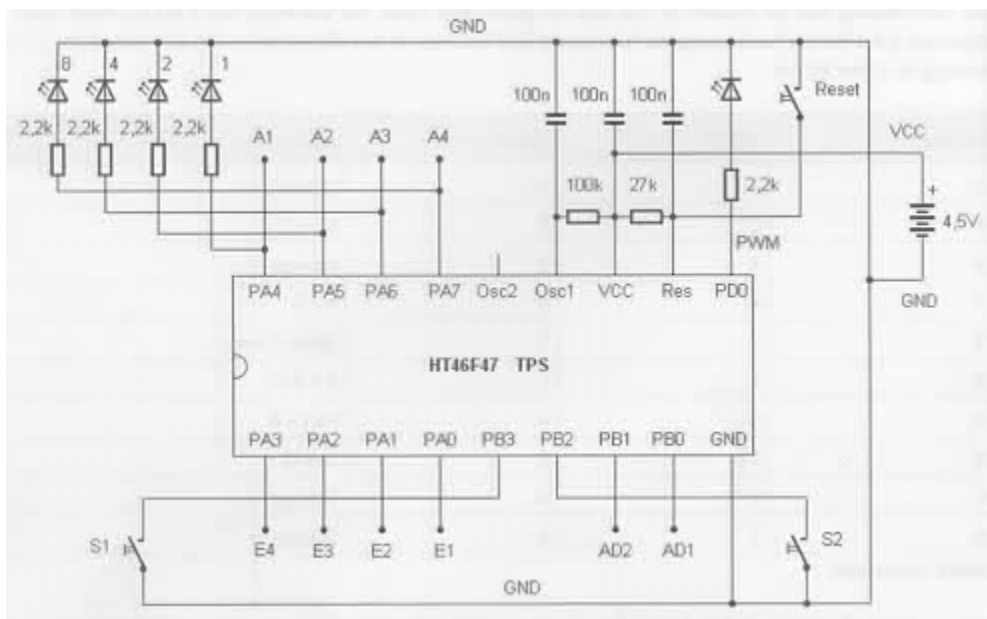 GND
8 4 2 1
2,2k 2,2k 2,2k 2,2k
A1 A2 A3 A4
100n 100n 100n
Reset
VCC
100k 27k 2,2k
+
4,5V
PWM
GND
PA4 PA5 PA6 PA7 Osc2 Osc1 VCC Res PD0
HT46F47 TPS
PA3 PA2 PA1 PA0 PB3 PB2 PB1 PB0 GND
S1 E4 E3 E2 E1 AD2 AD1 S2
GND